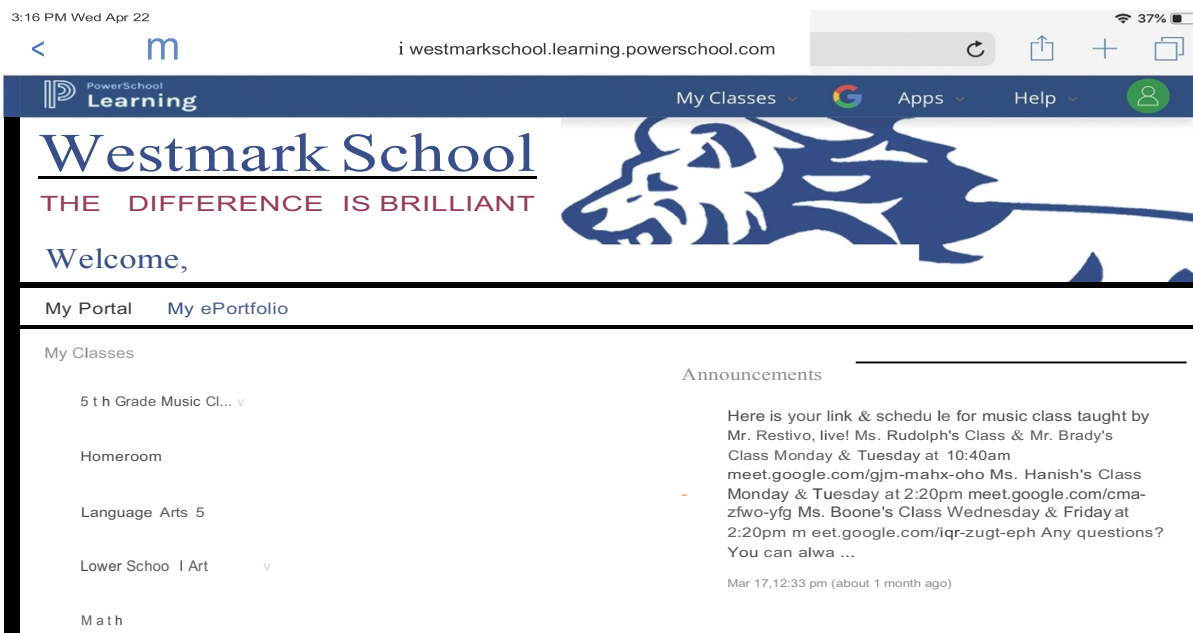 3:16 PM Wed Apr 22
37%
< m i westmarkschool.learning.powerschool.com
PowerSchool
Learning
My Classes Apps Help
Westmark School
THE DIFFERENCE IS BRILLIANT
Welcome,
My Portal My ePortfolio
My Classes
5 t h Grade Music Cl... v
Homeroom
Language Arts 5
Lower Schoo l Art v
Math
Announcements
Here is your link & schedu le for music class taught by
Mr. Restivo, live! Ms. Rudolph's Class & Mr. Brady's
Class Monday & Tuesday at 10:40am
meet.google.com/gjm-mahx-oho Ms. Hanish's Class
- Monday & Tuesday at 2:20pm meet.google.com/cma-
zfwo-yfg Ms. Boone's Class Wednesday & Friday at
2:20pm m eet.google.com/iqr-zugt-eph Any questions?
You can alwa ...
Mar 17,12:33 pm (about 1 month ago)